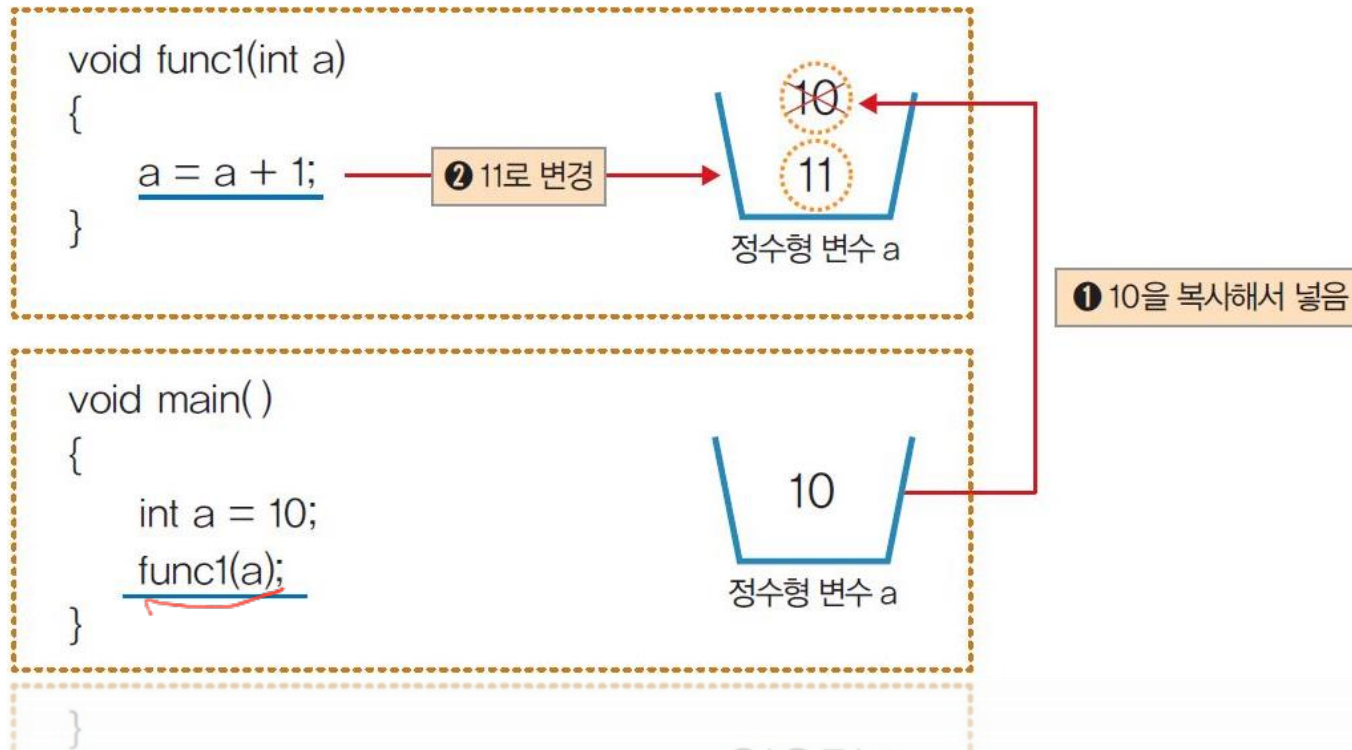 void func1(int a)
{
a = a + 1;
❷ 11로 변경
}
10
11
정수형 변수 a
❶ 10을 복사해서 넣음
void main( )
{
int a = 10;
func1(a);
}
10
정수형 변수 a
}